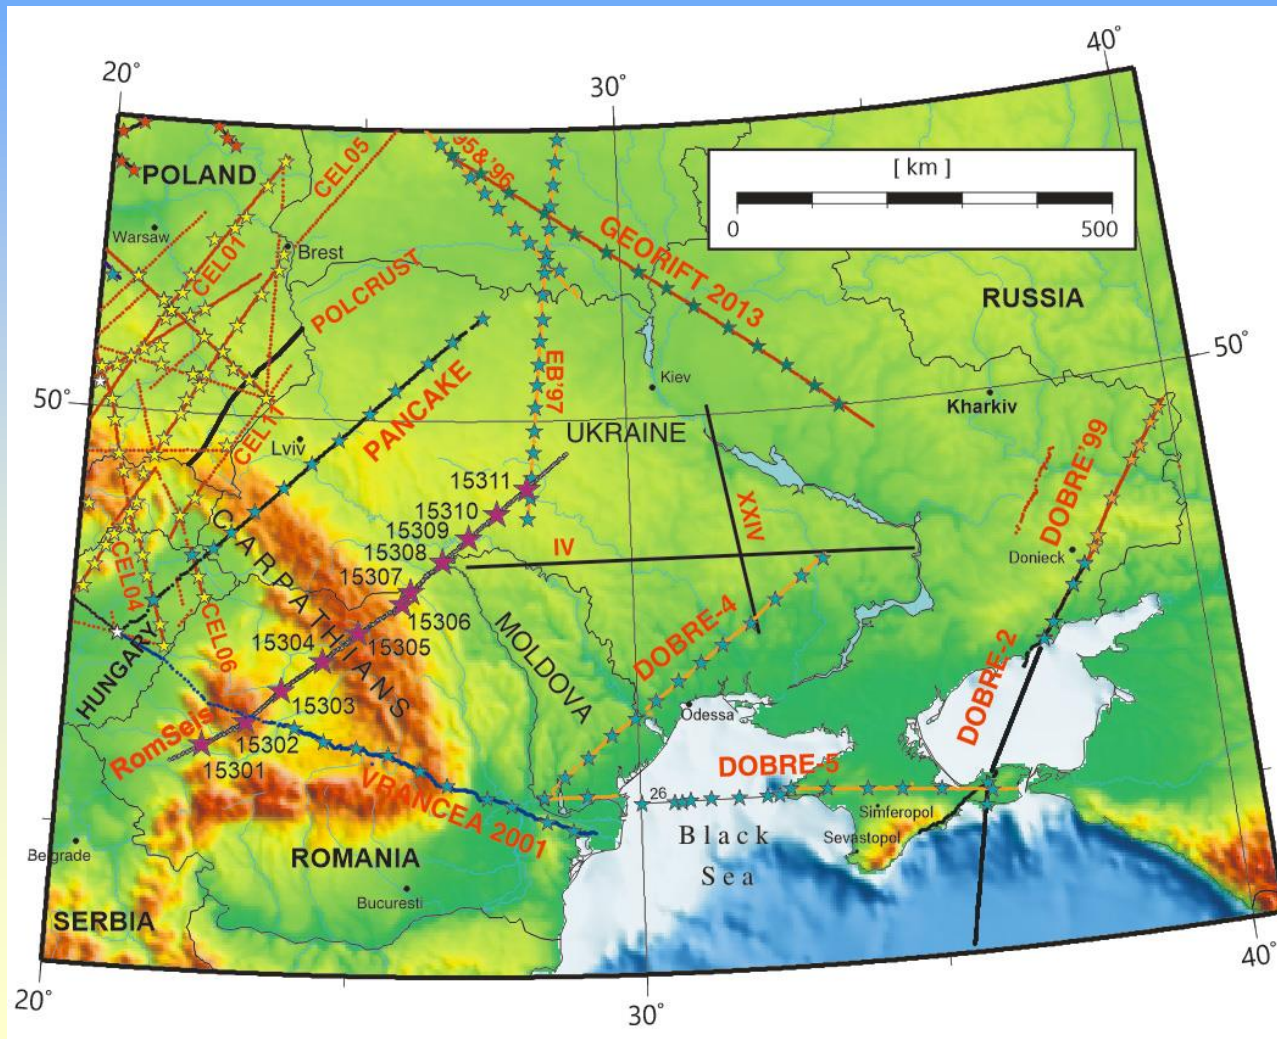 20°
30°
40°
[ km ]
0
500
95&'96
CEL05
POLAND
Warsaw
CEL01
Brest
POLCRUST
GEORIFT 2013
RUSSIA
50°
50°
Kiev
Kharkiv
PANCAKE
EB'97
UKRAINE
Lviv
CEL11
DOBRE'99
XXIV
IV
Donieck
15311
15310
15309
15308
15307
15306
15305
15304
15303
15302
15301
CARPATHIANS
CEL04
CEL06
HUNGARY
MOLDOVA
DOBRE-4
DOBRE-2
Odessa
RomSeis
DOBRE-5
VRANCEA 2001
26
Simferopol
Sevastopol
Black
Sea
Belgrade
ROMANIA
Bucuresti
SERBIA
20°
30°
40°